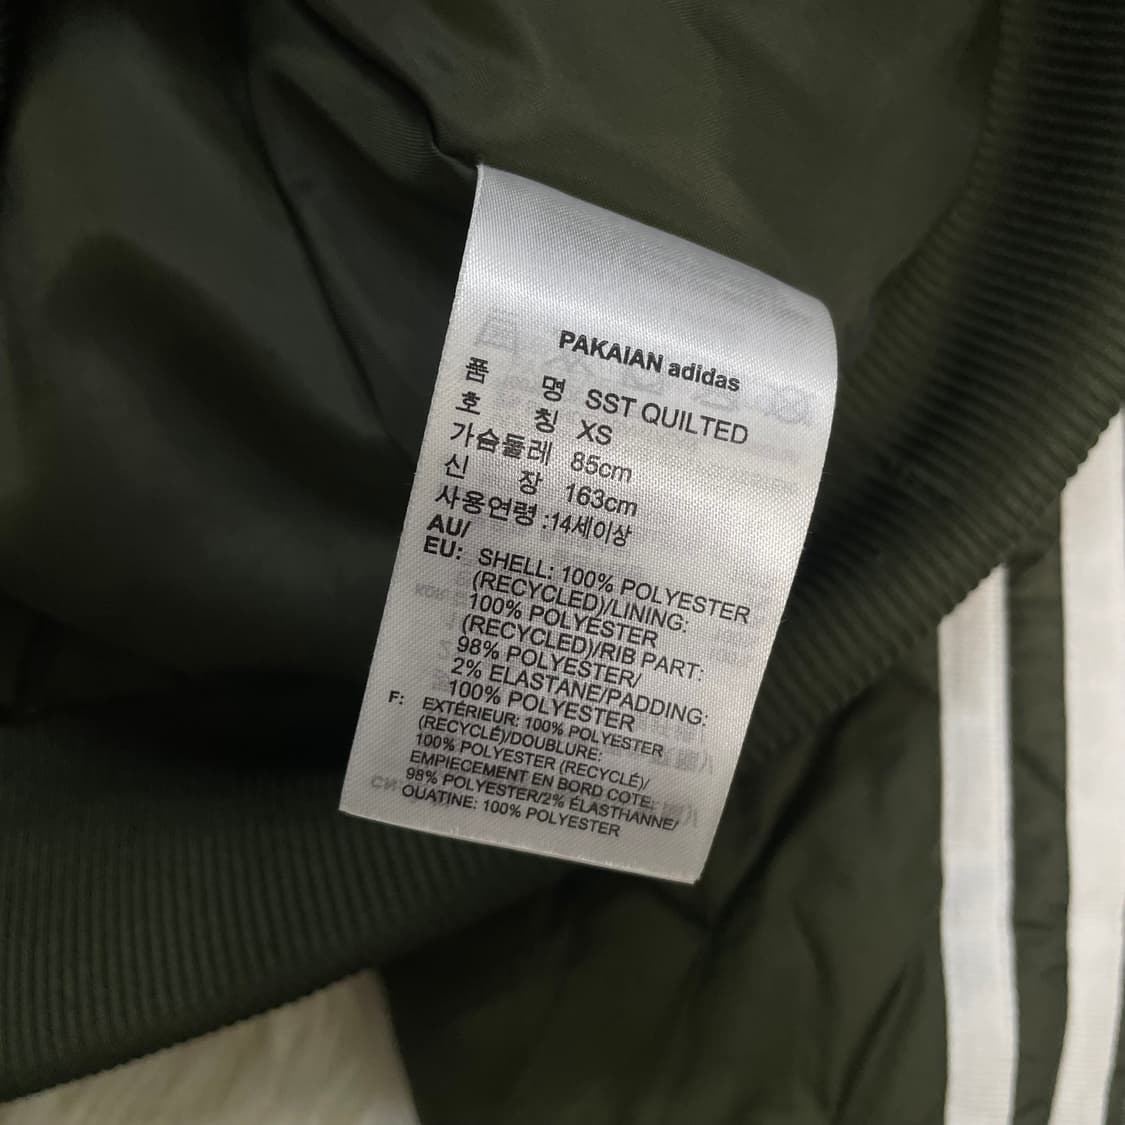 PAKAIAN adidas
품 명 SST QUILTED
호 칭 XS
가슴둘레 85cm
신 장 163cm
사용연령 :14세이상
AU/
EU: SHELL: 100% POLYESTER
(RECYCLED)/LINING:
100% POLYESTER
(RECYCLED)/RIB PART:
98% POLYESTER/
2% ELASTANE/PADDING:
100% POLYESTER
F: EXTÉRIEUR: 100% POLYESTER
(RECYCLÉ)/DOUBLURE:
100% POLYESTER (RECYCLÉ)/
EMPIECEMENT EN BORD COTE:
98% POLYESTER/2% ÉLASTHANNE/
OUATINE: 100% POLYESTER